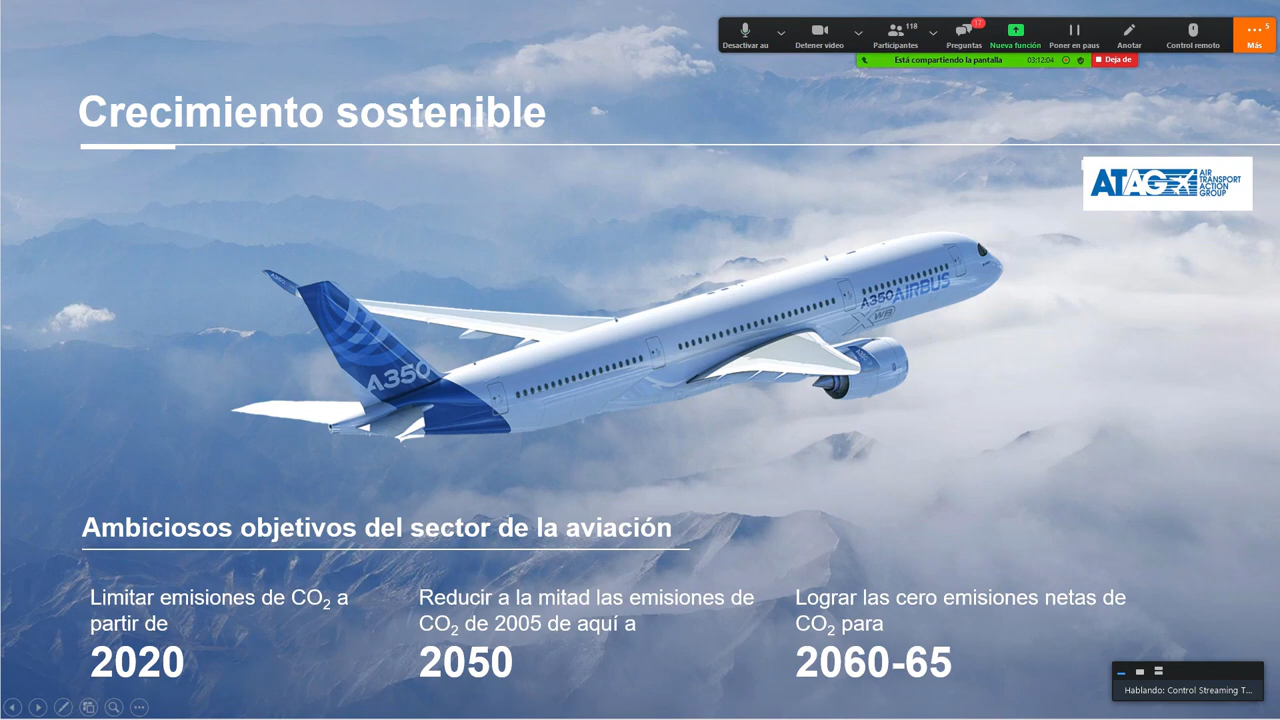 118
17
5
Desactivar au
Detener video
Participantes
Preguntas
Nueva función
Poner en paus
Anotar
Control remoto
Más
Está compartiendo la pantalla
03:12:04
Deja de
Crecimiento sostenible
ATAG AIR
TRANSPORT
ACTION
GROUP
A350 AIRBUS
XWB
A350
Ambiciosos objetivos del sector de la aviación
Limitar emisiones de CO₂ a
partir de
2020
Reducir a la mitad las emisiones de
CO₂ de 2005 de aquí a
2050
Lograr las cero emisiones netas de
CO₂ para
2060-65
Hablando: Control Streaming T...